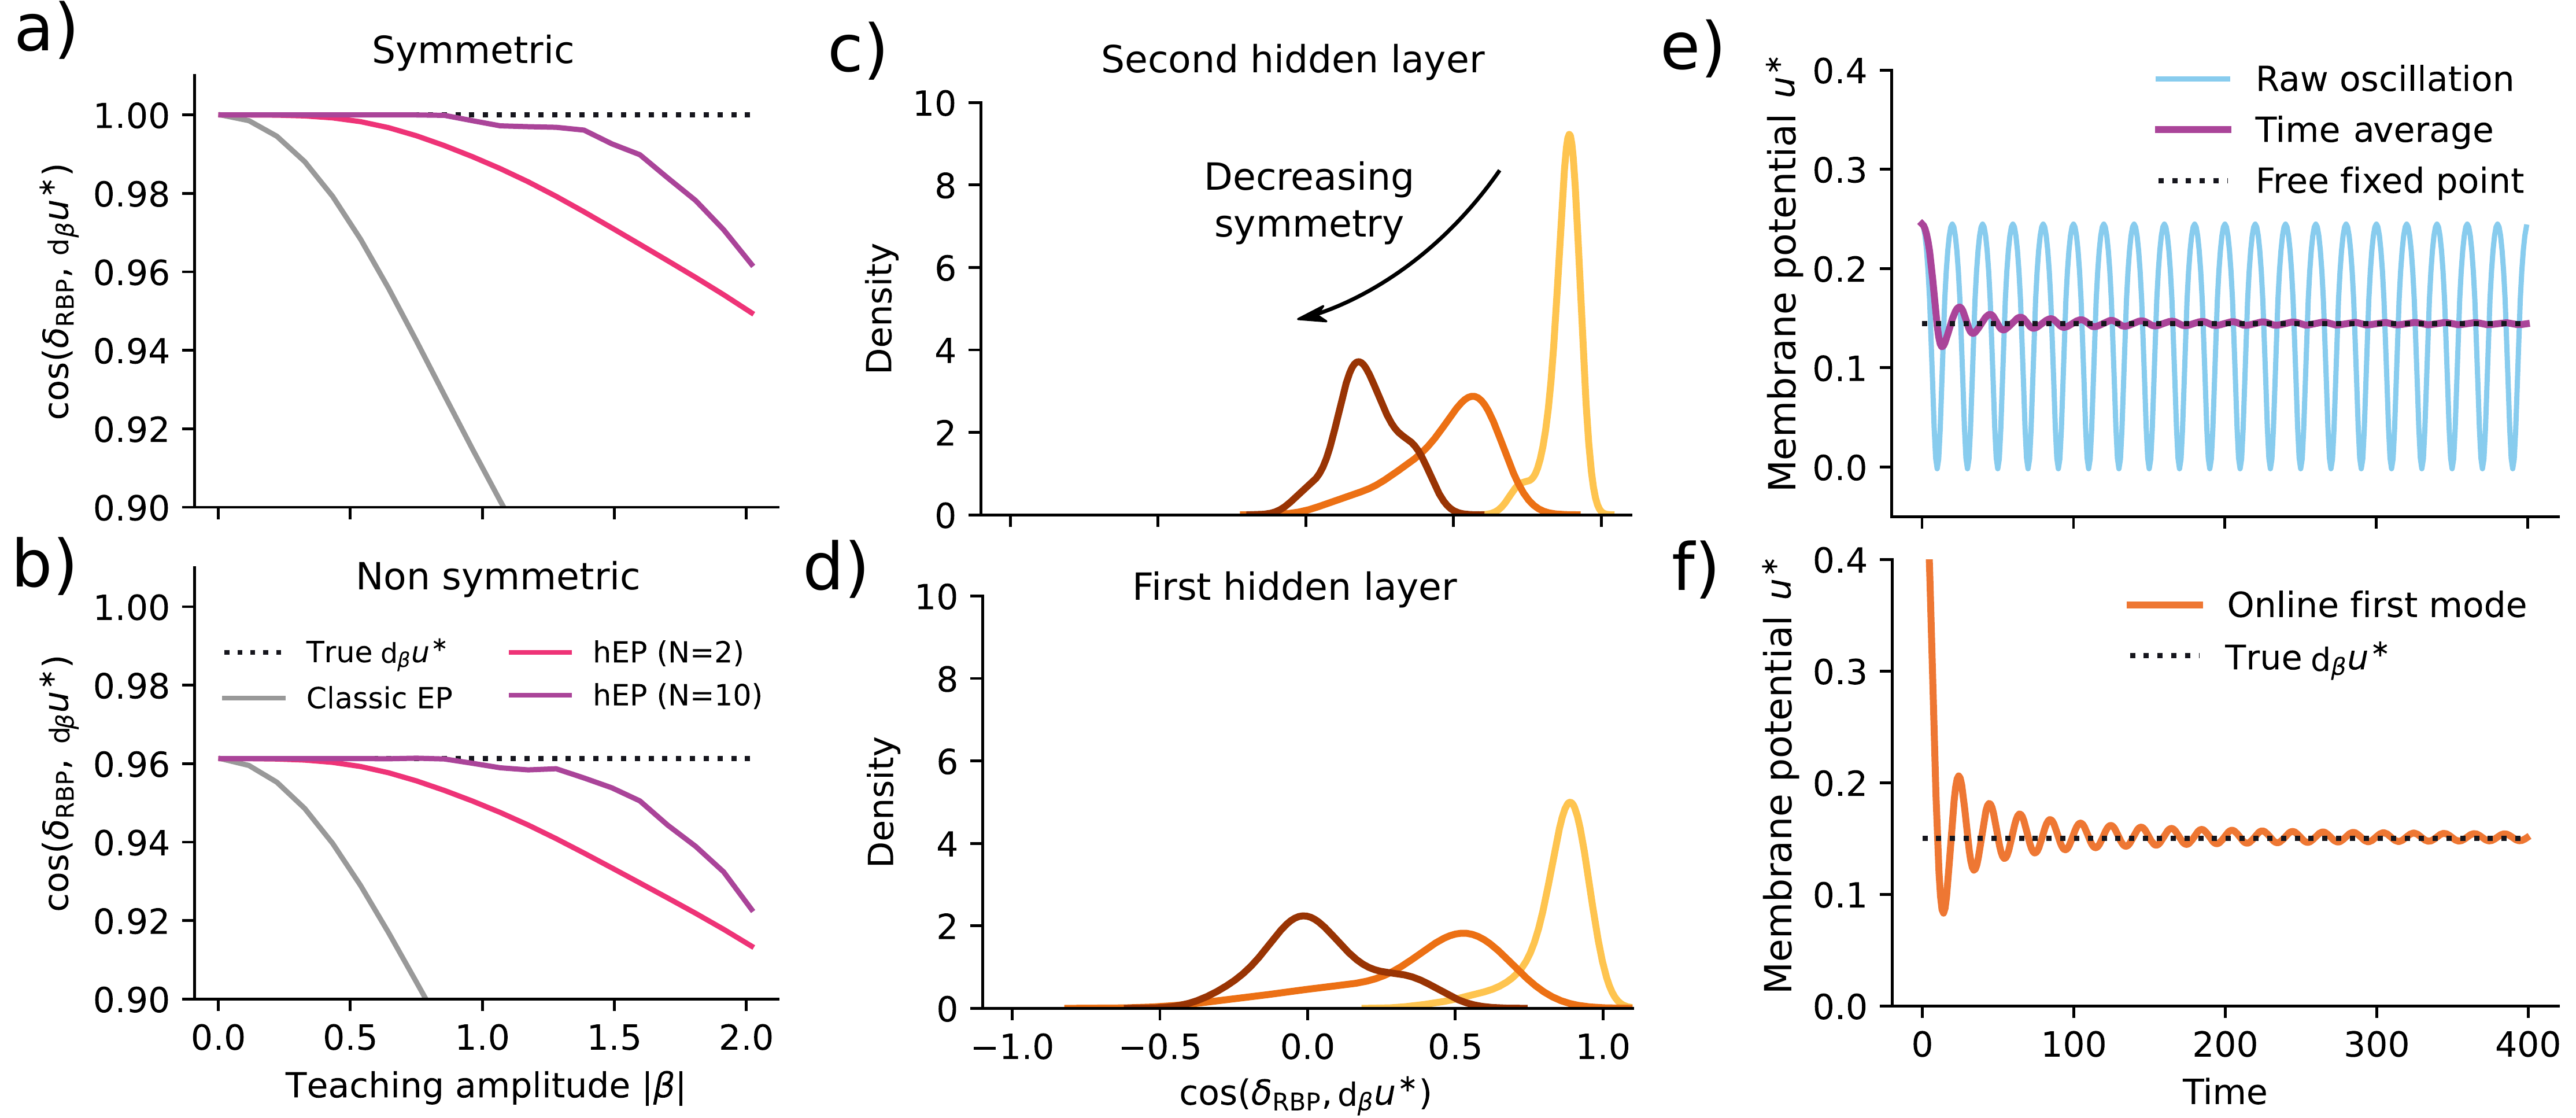 a)
Symmetric
1.00
0.98
0.96
0.94
0.92
0.90
cos(δRBP, dβu*)
b)
Non symmetric
True dβu*
Classic EP
hEP (N=2)
hEP (N=10)
1.00
0.98
0.96
0.94
0.92
0.90
cos(δRBP, dβu*)
0.0 0.5 1.0 1.5 2.0
Teaching amplitude |β|
c)
Second hidden layer
Decreasing
symmetry
10
8
6
4
2
0
Density
d)
First hidden layer
10
8
6
4
2
0
Density
−1.0 −0.5 0.0 0.5 1.0
cos(δRBP, dβu*)
e)
Raw oscillation
Time average
Free fixed point
0.4
0.3
0.2
0.1
0.0
Membrane potential u*
f)
Online first mode
True dβu*
0.4
0.3
0.2
0.1
0.0
Membrane potential u*
0 100 200 300 400
Time